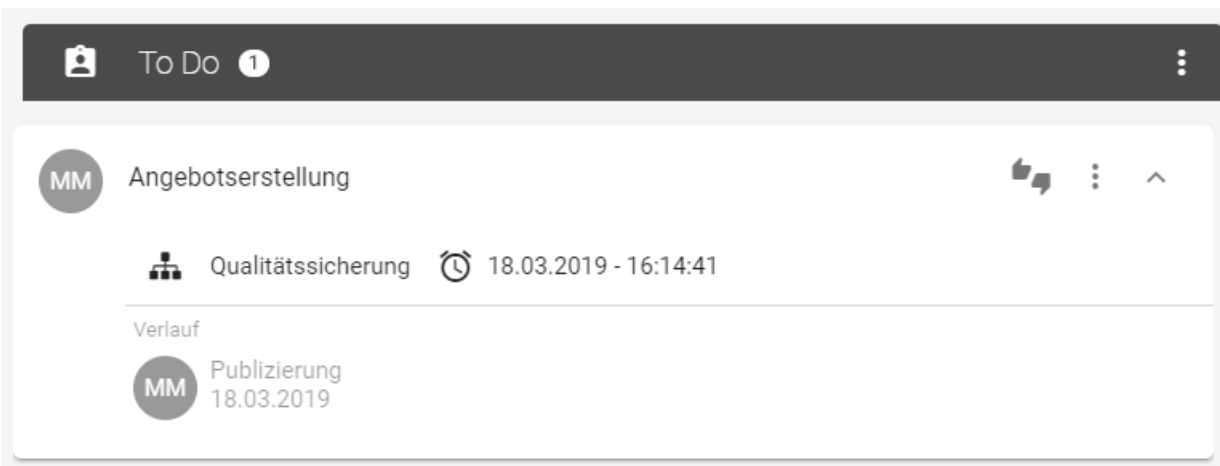 To Do 1
MM Angebotserstellung
Qualitätssicherung 18.03.2019 - 16:14:41
Verlauf
MM Publizierung
18.03.2019